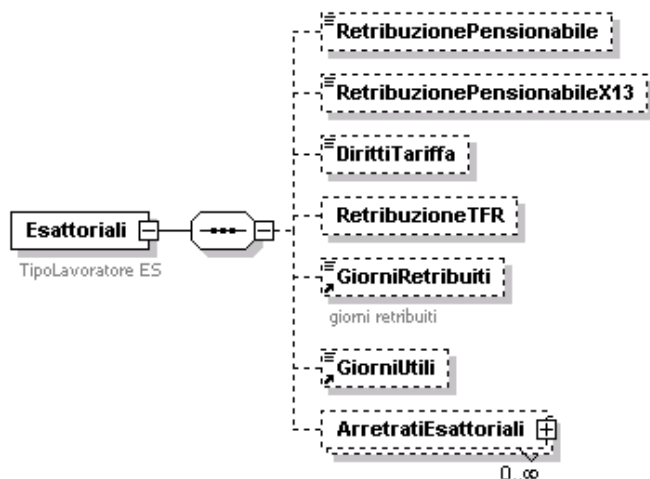 RetribuzionePensionabile
RetribuzionePensionabileX13
DirittiTariffa
Esattoriali
TipoLavoratore ES
RetribuzioneTFR
GiorniRetribuiti
giorni retribuiti
GiorniUtili
ArretratiEsattoriali
0..∞